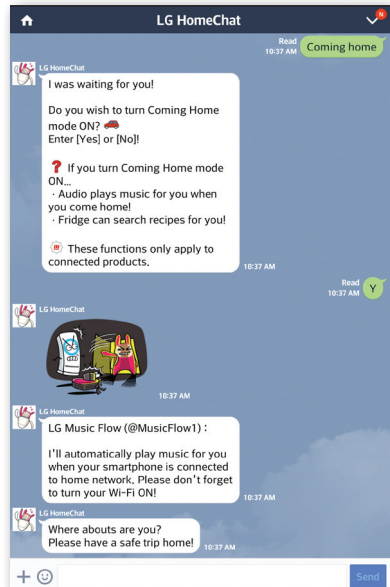 LG HomeChat
N
Read
10:37 AM
Coming home
LG HomeChat
I was waiting for you!
Do you wish to turn Coming Home
mode ON?
Enter [Yes] or [No]!
If you turn Coming Home mode
ON...
· Audio plays music for you when
you come home!
· Fridge can search recipes for you!
These functions only apply to
connected products.
10:37 AM
Read
10:37 AM
Y
LG HomeChat
10:37 AM
LG HomeChat
LG Music Flow (@MusicFlow1) :
I'll automatically play music for you
when your smartphone is connected
to home network. Please don't forget
to turn your Wi-Fi ON!
10:37 AM
LG HomeChat
Where abouts are you?
Please have a safe trip home!
10:37 AM
Send